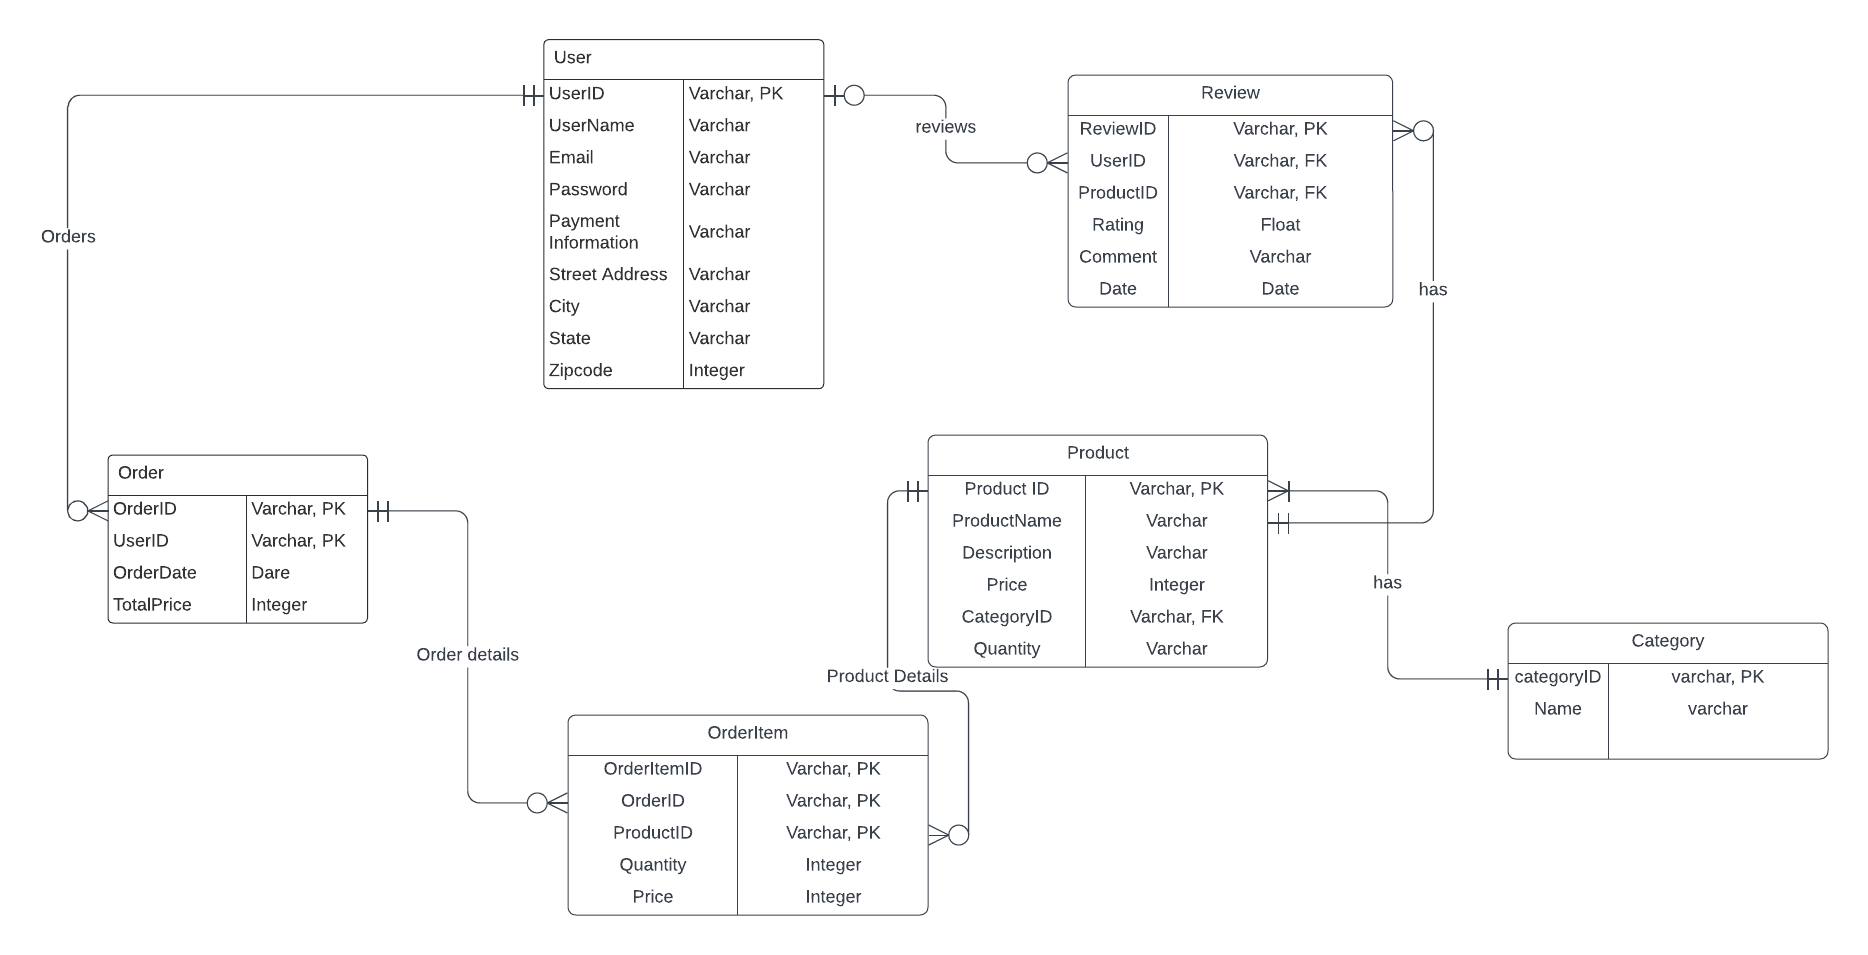 User
UserID Varchar, PK
UserName Varchar
Email Varchar
Password Varchar
Payment
Information Varchar
Street Address Varchar
City Varchar
State Varchar
Zipcode Integer
reviews
Review
ReviewID Varchar, PK
UserID Varchar, FK
ProductID Varchar, FK
Rating Float
Comment Varchar
Date Date
Orders
has
Order
OrderID Varchar, PK
UserID Varchar, PK
OrderDate Dare
TotalPrice Integer
Product
Product ID Varchar, PK
ProductName Varchar
Description Varchar
Price Integer
CategoryID Varchar, FK
Quantity Varchar
has
Category
categoryID varchar, PK
Name varchar
Order details
Product Details
OrderItem
OrderItemID Varchar, PK
OrderID Varchar, PK
ProductID Varchar, PK
Quantity Integer
Price Integer